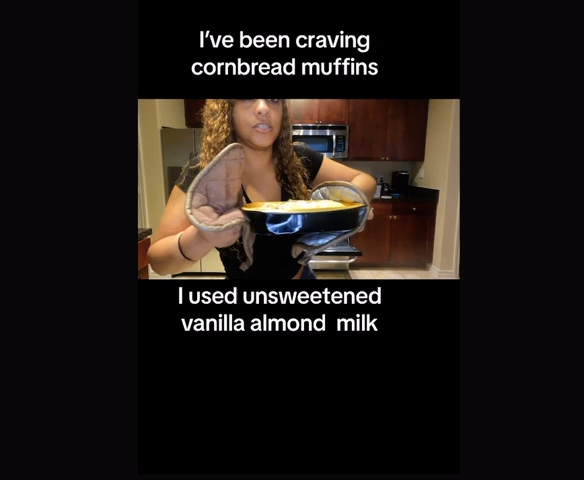 I've been craving
cornbread muffins
I used unsweetened
vanilla almond milk